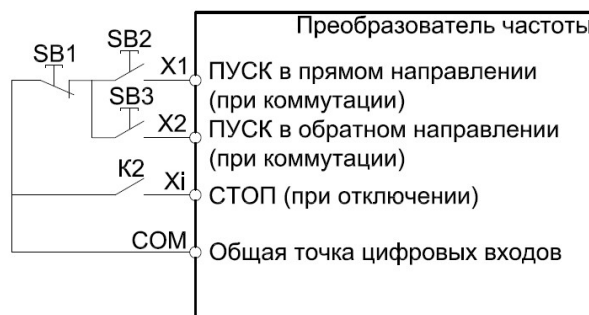 Преобразователь частоты
SB1
SB2
X1
ПУСК в прямом направлении
(при коммутации)
SB3
X2
ПУСК в обратном направлении
(при коммутации)
К2
Xi
СТОП (при отключении)
COM
Общая точка цифровых входов